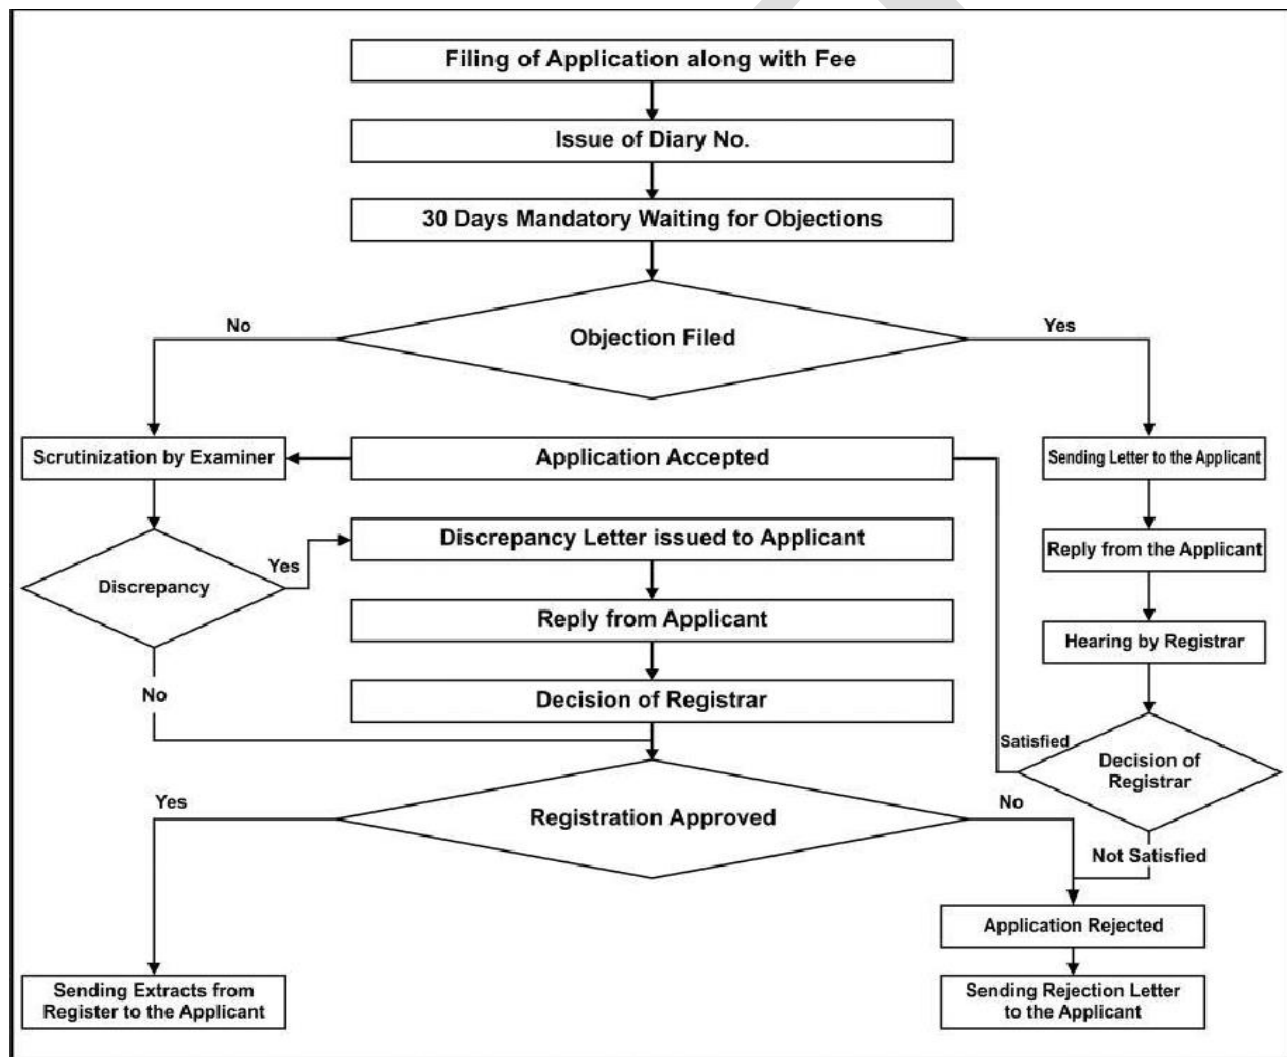 Filing of Application along with Fee
Issue of Diary No.
30 Days Mandatory Waiting for Objections
No
Objection Filed
Yes
Scrutinization by Examiner
Application Accepted
Sending Letter to the Applicant
Discrepancy Letter issued to Applicant
Reply from the Applicant
Discrepancy
Yes
Reply from Applicant
Hearing by Registrar
No
Decision of Registrar
Satisfied
Decision of
Registrar
Yes
Registration Approved
No
Not Satisfied
Application Rejected
Sending Extracts from
Register to the Applicant
Sending Rejection Letter
to the Applicant